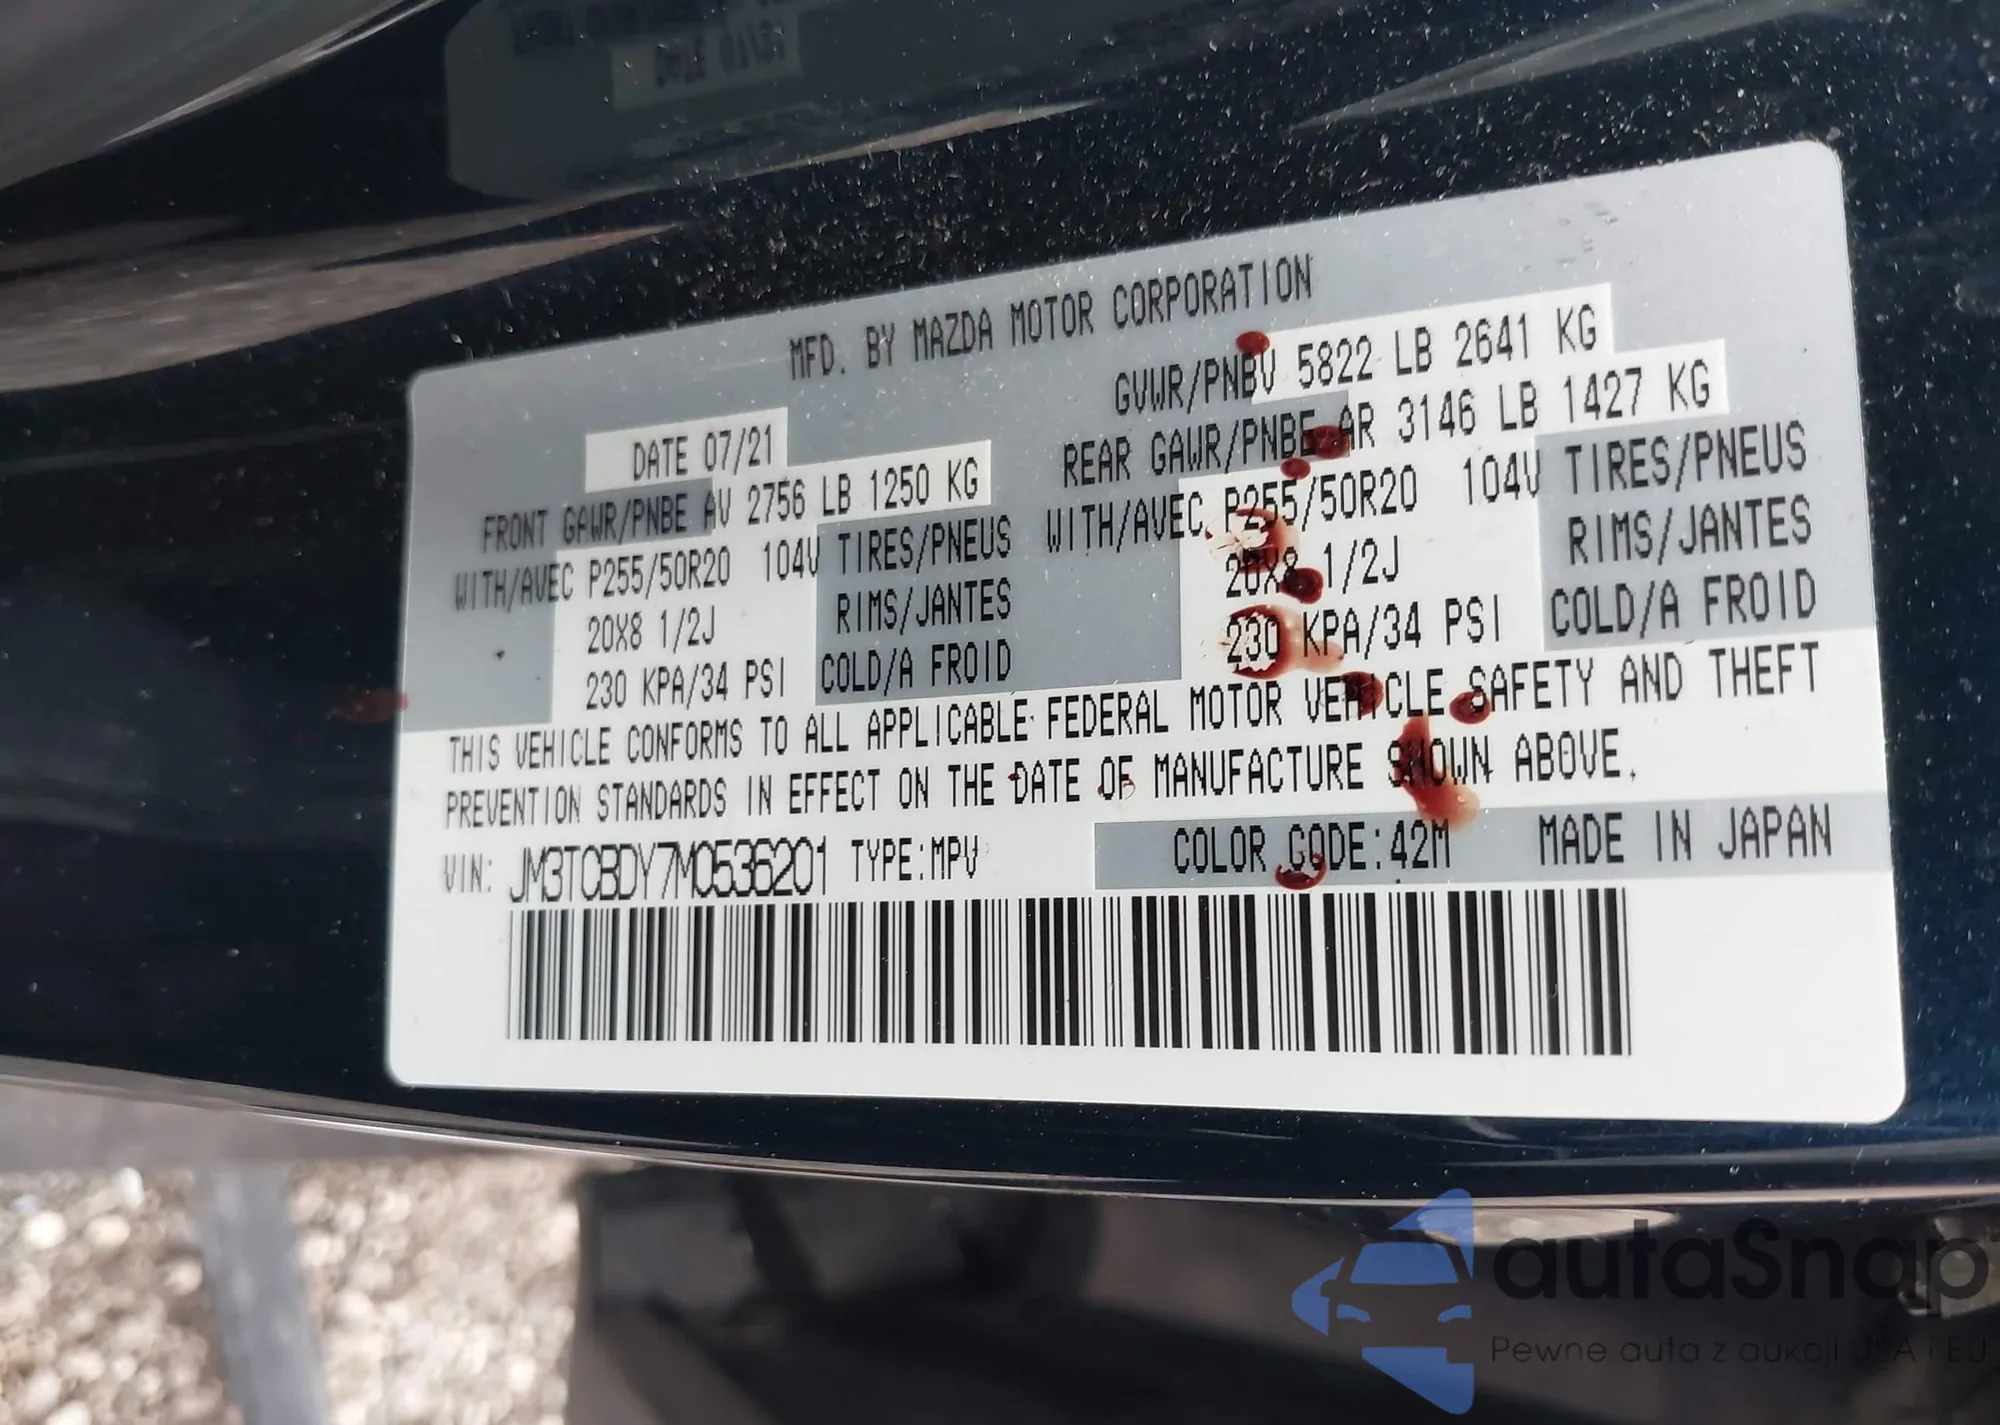 MFD. BY MAZDA MOTOR CORPORATION
DATE 07/21
GVWR/PNBV 5822 LB 2641 KG
FRONT GAWR/PNBE AV 2756 LB 1250 KG
REAR GAWR/PNBE AR 3146 LB 1427 KG
WITH/AVEC P255/50R20 104V TIRES/PNEUS
WITH/AVEC P255/50R20 104V TIRES/PNEUS
20X8 1/2J RIMS/JANTES
20X8 1/2J RIMS/JANTES
230 KPA/34 PSI COLD/A FROID
230 KPA/34 PSI COLD/A FROID
THIS VEHICLE CONFORMS TO ALL APPLICABLE FEDERAL MOTOR VEHICLE SAFETY AND THEFT
PREVENTION STANDARDS IN EFFECT ON THE DATE OF MANUFACTURE SHOWN ABOVE.
VIN: JM3TCBDY7M0536201 TYPE:MPV
COLOR CODE:42M MADE IN JAPAN
autaSnap
Pewne auta z aukcji USA i EU